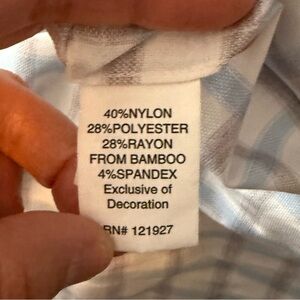 40%NYLON
28%POLYESTER
28%RAYON
FROM BAMBOO
4%SPANDEX
Exclusive of
Decoration
RN# 121927